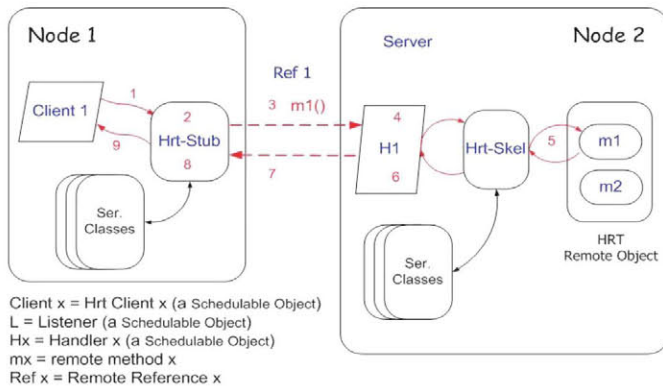 Node 1
Client 1
1
9
2
Hrt-Stub
8
Ser.
Classes
Ref 1
3 m1()
7
Server
Node 2
4
H1
6
Hrt-Skel
5
m1
m2
HRT
Remote Object
Ser.
Classes
Client x = Hrt Client x (a Schedulable Object)
L = Listener (a Schedulable Object)
Hx = Handler x (a Schedulable Object)
mx = remote method x
Ref x = Remote Reference x